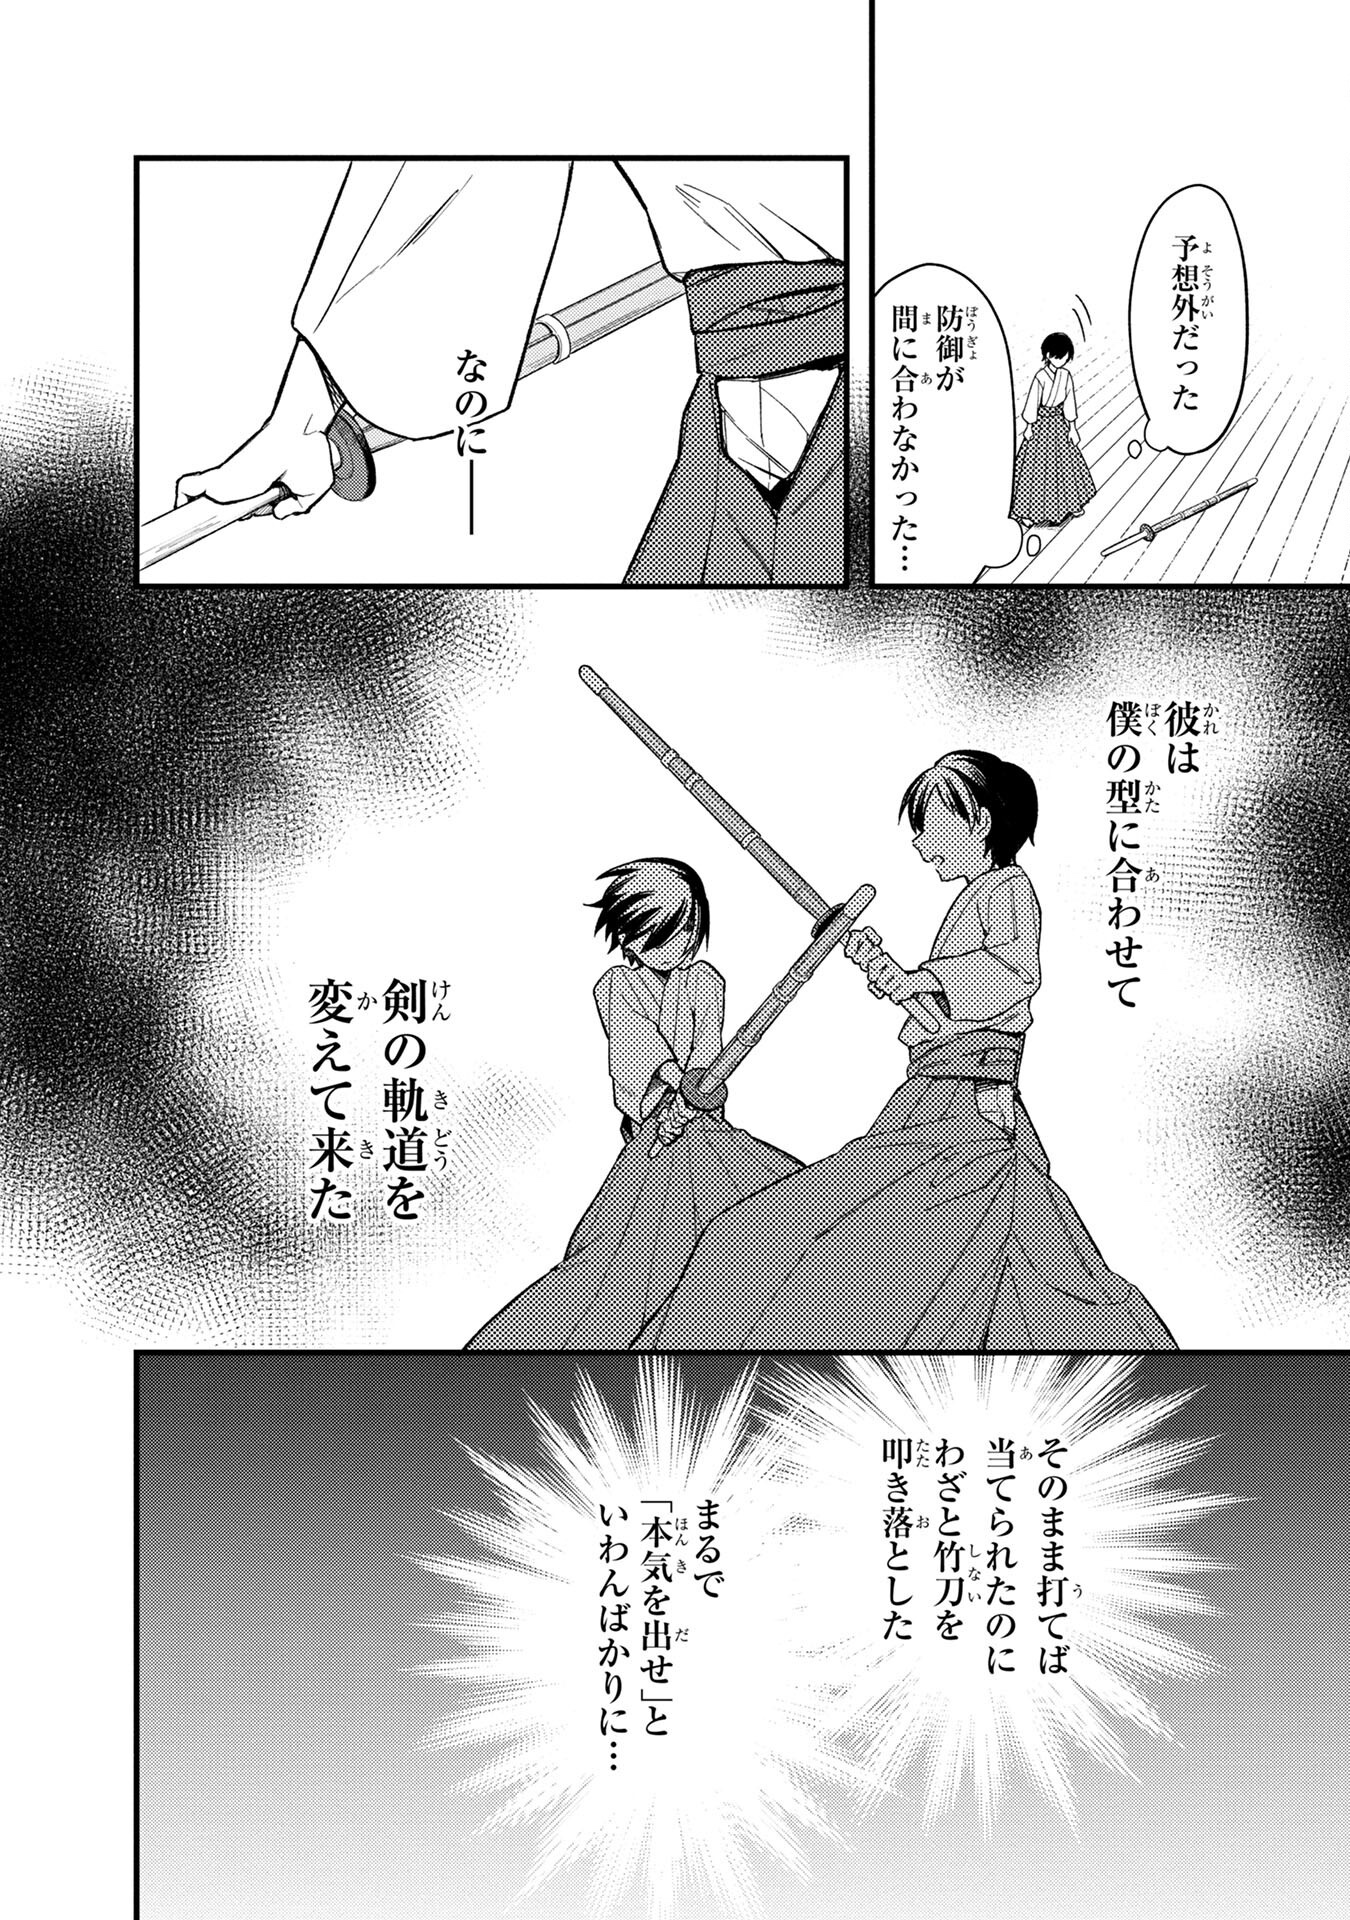 予想外だった
防御が
間に合わなかった…
なのに――
彼は
僕の型に合わせて
剣の軌道を
変えて来た
そのまま打てば
当てられたのに
わざと竹刀を
叩き落とした
まるで
「本気を出せ」と
いわんばかりに…